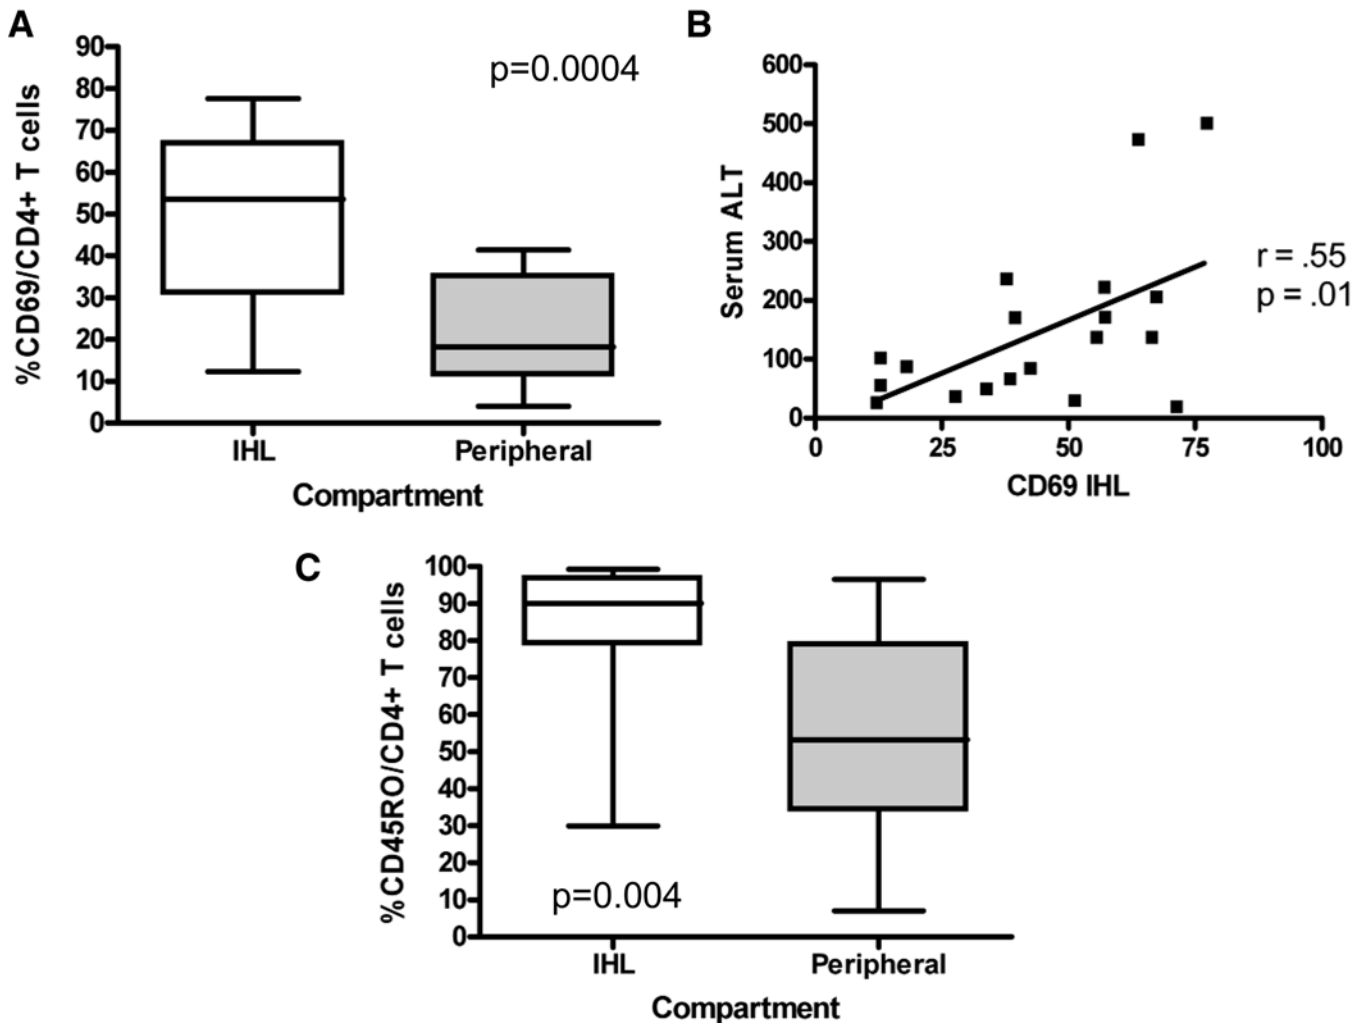 A
%CD69/CD4+ T cells
90
80
70
60
50
40
30
20
10
0
p=0.0004
IHL Peripheral
Compartment
B
Serum ALT
600
500
400
300
200
100
0
r = .55
p = .01
0 25 50 75 100
CD69 IHL
C
%CD45RO/CD4+ T cells
100
90
80
70
60
50
40
30
20
10
0
p=0.004
IHL Peripheral
Compartment